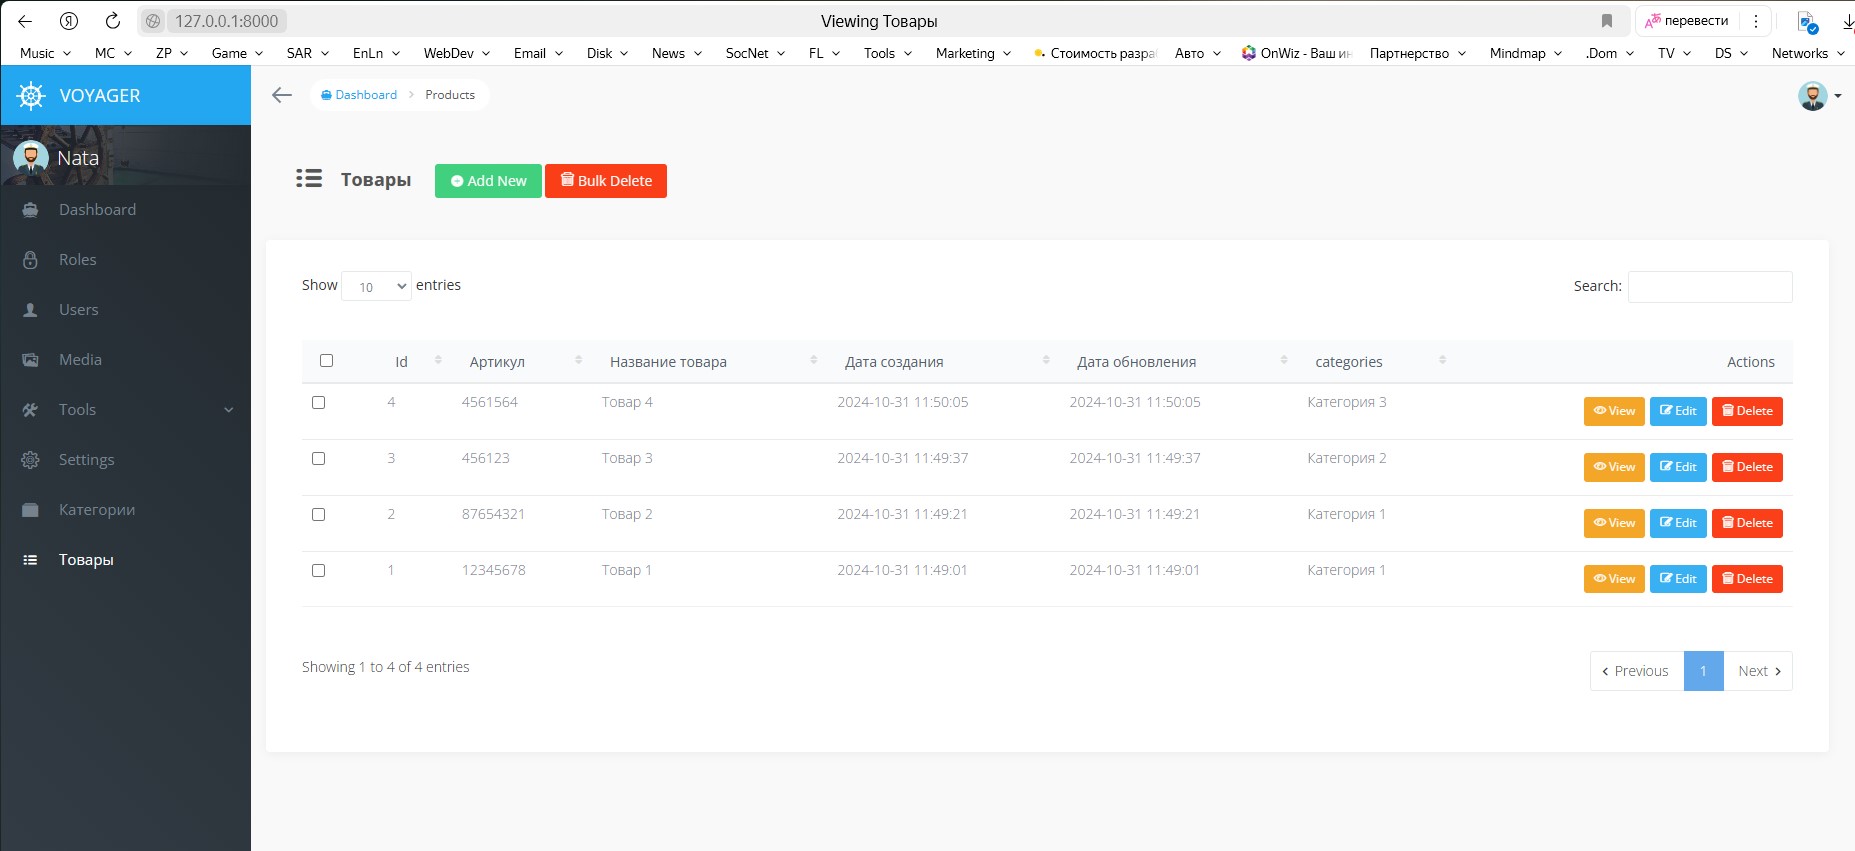 127.0.0.1:8000 Viewing Товары перевести
Music MC ZP Game SAR EnLn WebDev Email Disk News SocNet FL Tools Marketing Стоимость разра Авто OnWiz - Ваш ин Партнерство Mindmap .Dom TV DS Networks
VOYAGER
Dashboard > Products
Nata
Товары Add New Bulk Delete
Dashboard
Roles
Users
Media
Tools
Settings
Категории
Товары
Show 10 entries Search:
Id Артикул Название товара Дата создания Дата обновления categories Actions
4 4561564 Товар 4 2024-10-31 11:50:05 2024-10-31 11:50:05 Категория 3 View Edit Delete
3 456123 Товар 3 2024-10-31 11:49:37 2024-10-31 11:49:37 Категория 2 View Edit Delete
2 87654321 Товар 2 2024-10-31 11:49:21 2024-10-31 11:49:21 Категория 1 View Edit Delete
1 12345678 Товар 1 2024-10-31 11:49:01 2024-10-31 11:49:01 Категория 1 View Edit Delete
Showing 1 to 4 of 4 entries
‹ Previous 1 Next ›